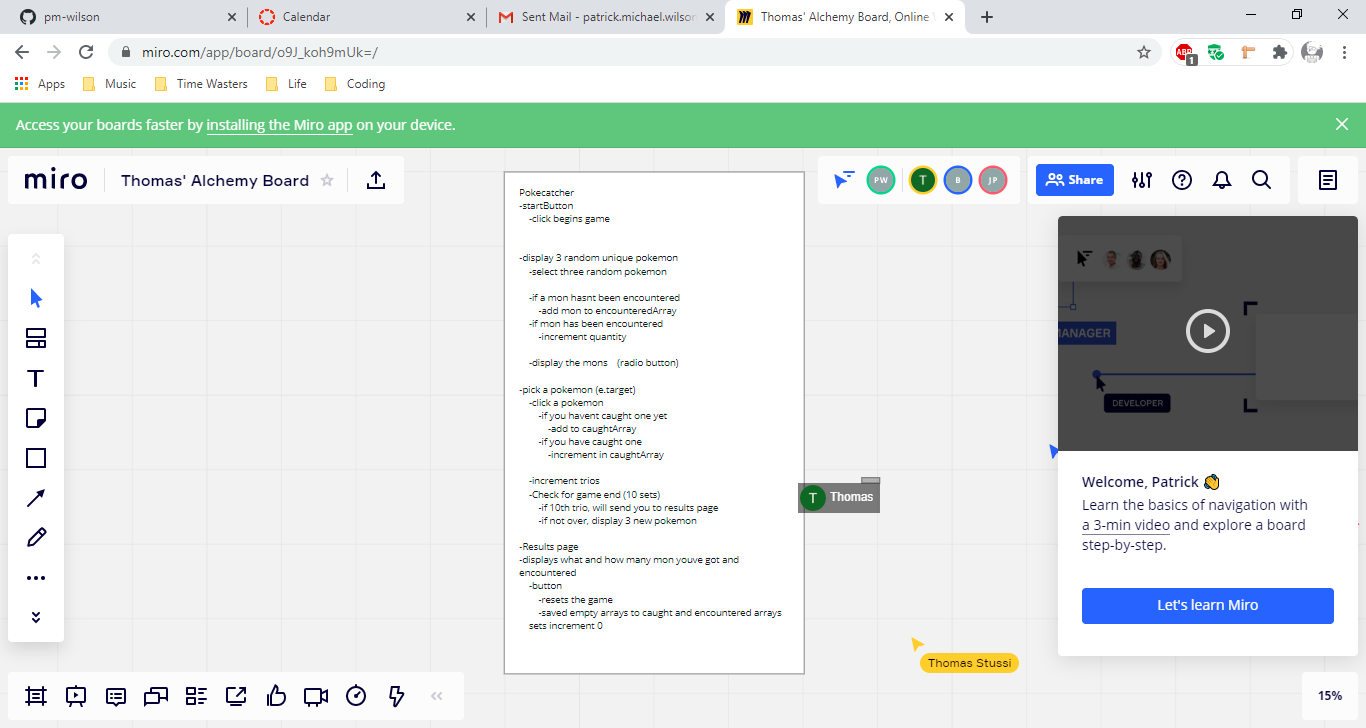 pm-wilson
Calendar
Sent Mail - patrick.michael.wilson
Thomas' Alchemy Board, Online
miro.com/app/board/o9J_koh9mUk=/
ABP
1
Apps
Music
Time Wasters
Life
Coding
Access your boards faster by installing the Miro app on your device.
miro
Thomas' Alchemy Board
PW
T
B
JP
Share
Pokecatcher
-startButton
-click begins game
-display 3 random unique pokemon
-select three random pokemon
-if a mon hasnt been encountered
-add mon to encounteredArray
-if mon has been encountered
-increment quantity
-display the mons (radio button)
-pick a pokemon (e.target)
-click a pokemon
-if you havent caught one yet
-add to caughtArray
-if you have caught one
-increment in caughtArray
-increment trios
-Check for game end (10 sets)
-if 10th trio, will send you to results page
-if not over, display 3 new pokemon
-Results page
-displays what and how many mon youve got and
encountered
-button
-resets the game
-saved empty arrays to caught and encountered arrays
sets increment 0
T Thomas
Thomas Stussi
MANAGER
DEVELOPER
Welcome, Patrick
Learn the basics of navigation with
a 3-min video and explore a board
step-by-step.
Let's learn Miro
15%